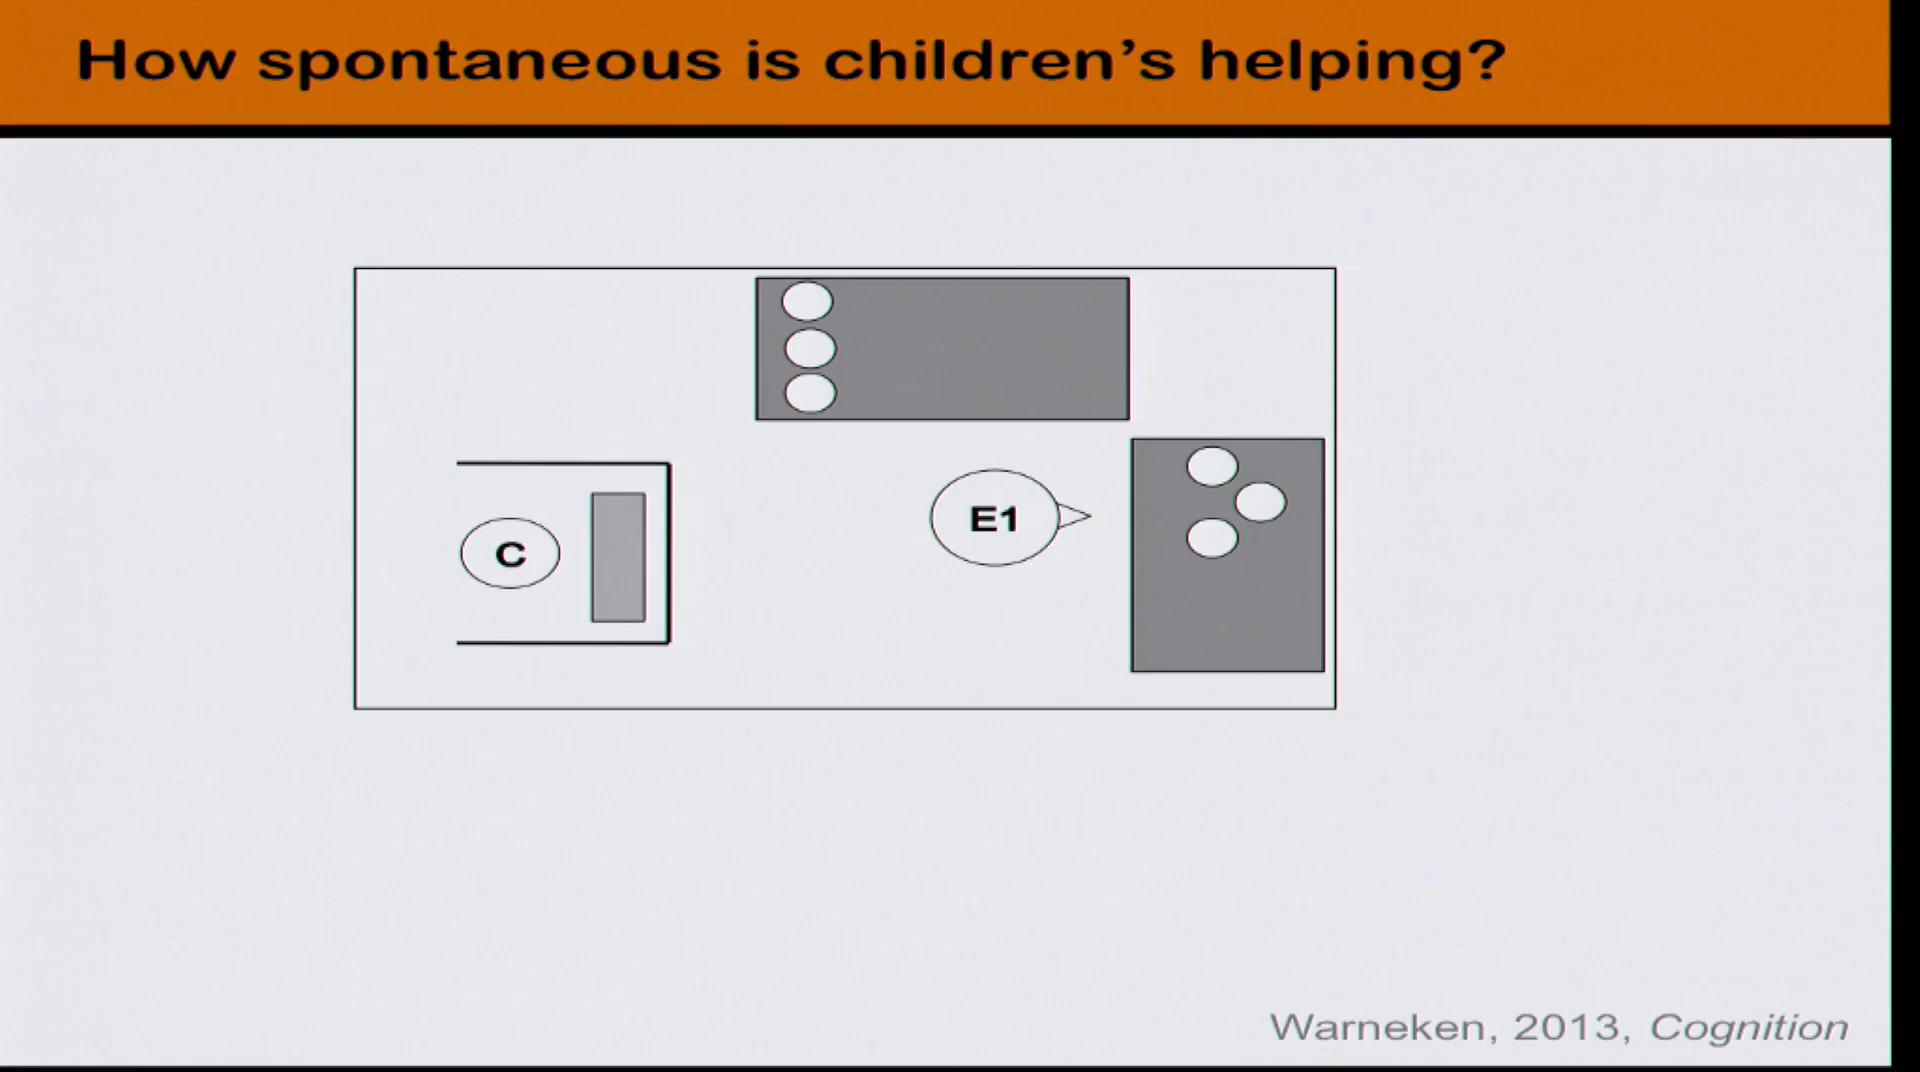 How spontaneous is children's helping?
C
E1
Warneken, 2013, Cognition